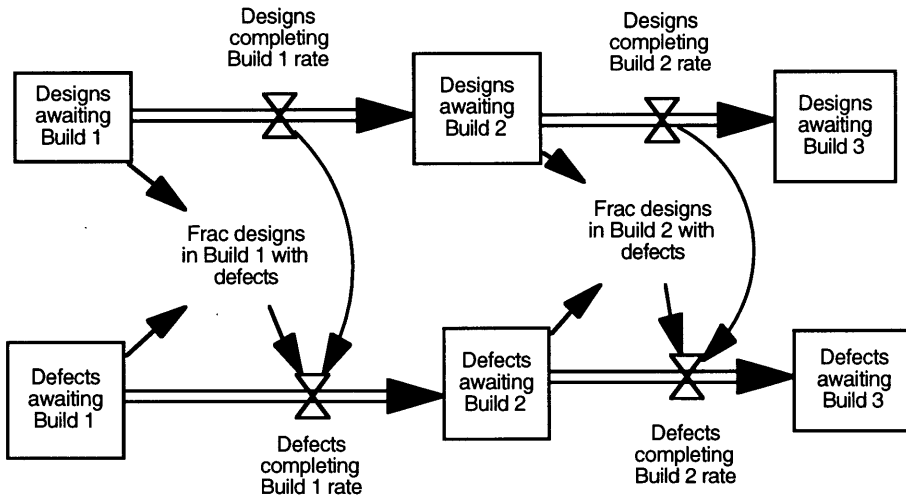 Designs
completing
Build 1 rate
Designs
completing
Build 2 rate
Designs
awaiting
Build 1
Designs
awaiting
Build 2
Designs
awaiting
Build 3
Frac designs
in Build 1 with
defects
Frac designs
in Build 2 with
defects
Defects
awaiting
Build 1
Defects
awaiting
Build 2
Defects
awaiting
Build 3
Defects
completing
Build 1 rate
Defects
completing
Build 2 rate